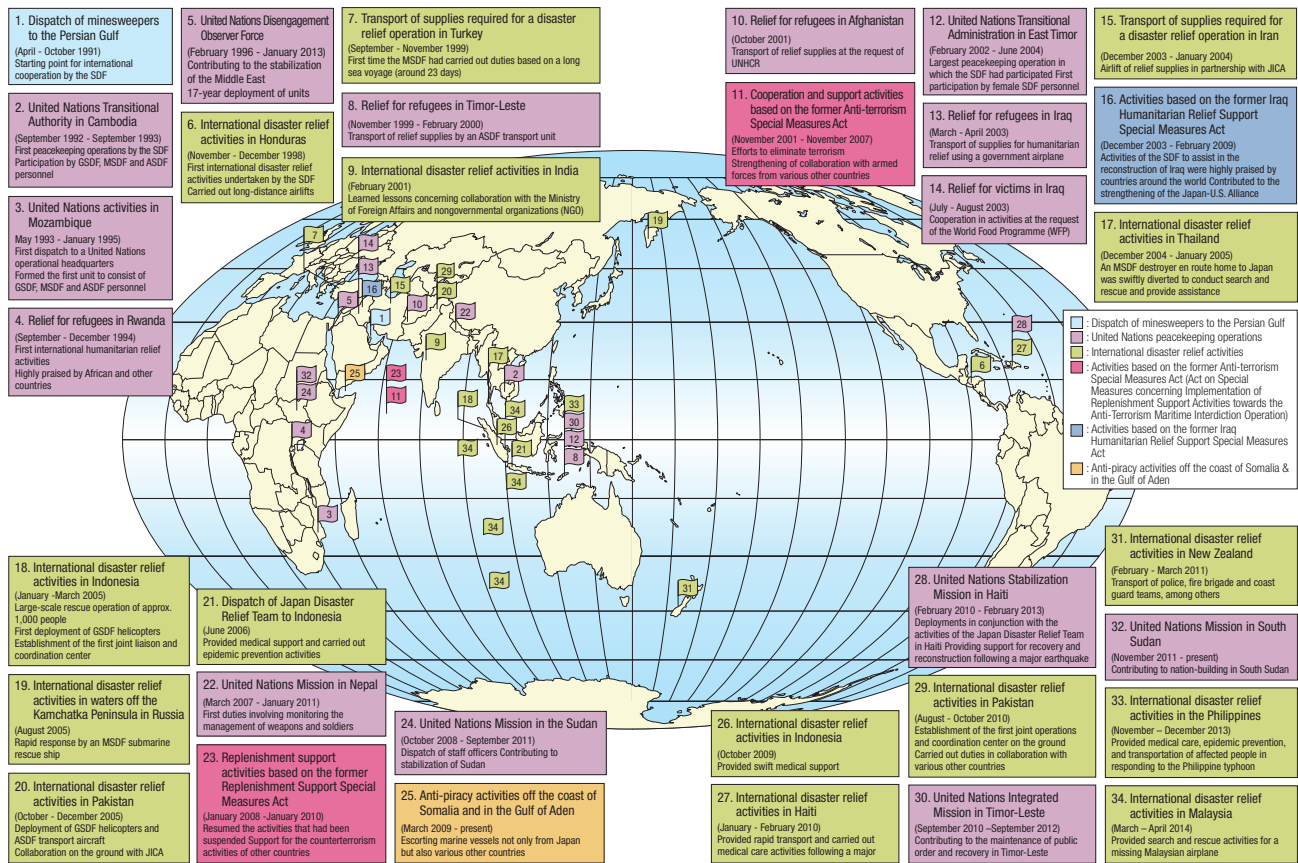 1. Dispatch of minesweepers
to the Persian Gulf
(April - October 1991)
Starting point for international
cooperation by the SDF
2. United Nations Transitional
Authority in Cambodia
(September 1992 - September 1993)
First peacekeeping operations by the SDF
Participation by GSDF, MSDF and ASDF
personnel
3. United Nations activities in
Mozambique
May 1993 - January 1995)
First dispatch to a United Nations
operational headquarters
Formed the first unit to consist of
GSDF, MSDF and ASDF personnel
4. Relief for refugees in Rwanda
(September - December 1994)
First international humanitarian relief
activities
Highly praised by African and other
countries
5. United Nations Disengagement
Observer Force
(February 1996 - January 2013)
Contributing to the stabilization
of the Middle East
17-year deployment of units
6. International disaster relief
activities in Honduras
(November - December 1998)
First international disaster relief
activities undertaken by the SDF
Carried out long-distance airlifts
7. Transport of supplies required for a disaster
relief operation in Turkey
(September - November 1999)
First time the MSDF had carried out duties based on a long
sea voyage (around 23 days)
8. Relief for refugees in Timor-Leste
(November 1999 - February 2000)
Transport of relief supplies by an ASDF transport unit
9. International disaster relief activities in India
(February 2001)
Learned lessons concerning collaboration with the Ministry
of Foreign Affairs and nongovernmental organizations (NGO)
10. Relief for refugees in Afghanistan
(October 2001)
Transport of relief supplies at the request of
UNHCR
11. Cooperation and support activities
based on the former Anti-terrorism
Special Measures Act
(November 2001 - November 2007)
Efforts to eliminate terrorism
Strengthening of collaboration with armed
forces from various other countries
12. United Nations Transitional
Administration in East Timor
(February 2002 - June 2004)
Largest peacekeeping operation in
which the SDF had participated First
participation by female SDF personnel
13. Relief for refugees in Iraq
(March - April 2003)
Transport of supplies for humanitarian
relief using a government airplane
14. Relief for victims in Iraq
(July - August 2003)
Cooperation in activities at the request
of the World Food Programme (WFP)
15. Transport of supplies required for
a disaster relief operation in Iran
(December 2003 - January 2004)
Airlift of relief supplies in partnership with JICA
16. Activities based on the former Iraq
Humanitarian Relief Support
Special Measures Act
(December 2003 - February 2009)
Activities of the SDF to assist in the
reconstruction of Iraq were highly praised by
countries around the world Contributed to the
strengthening of the Japan-U.S. Alliance
17. International disaster relief
activities in Thailand
(December 2004 - January 2005)
An MSDF destroyer en route home to Japan
was swiftly diverted to conduct search and
rescue and provide assistance
: Dispatch of minesweepers to the Persian Gulf
: United Nations peacekeeping operations
: International disaster relief activities
: Activities based on the former Anti-terrorism
Special Measures Act (Act on Special
Measures concerning Implementation of
Replenishment Support Activities towards the
Anti-Terrorism Maritime Interdiction Operation)
: Activities based on the former Iraq
Humanitarian Relief Support Special Measures
Act
: Anti-piracy activities off the coast of Somalia &
in the Gulf of Aden
7
14
13
16
5
1
15
10
29
20
22
9
19
17
2
25
23
11
32
24
4
3
18
34
34
26
21
34
33
30
12
8
34
34
31
28
27
6
18. International disaster relief
activities in Indonesia
(January -March 2005)
Large-scale rescue operation of approx.
1,000 people
First deployment of GSDF helicopters
Establishment of the first joint liaison and
coordination center
19. International disaster relief
activities in waters off the
Kamchatka Peninsula in Russia
(August 2005)
Rapid response by an MSDF submarine
rescue ship
20. International disaster relief
activities in Pakistan
(October - December 2005)
Deployment of GSDF helicopters and
ASDF transport aircraft
Collaboration on the ground with JICA
21. Dispatch of Japan Disaster
Relief Team to Indonesia
(June 2006)
Provided medical support and carried out
epidemic prevention activities
22. United Nations Mission in Nepal
(March 2007 - January 2011)
First duties involving monitoring the
management of weapons and soldiers
23. Replenishment support
activities based on the former
Replenishment Support Special
Measures Act
(January 2008 -January 2010)
Resumed the activities that had been
suspended Support for the counterterrorism
activities of other countries
24. United Nations Mission in the Sudan
(October 2008 - September 2011)
Dispatch of staff officers Contributing to
stabilization of Sudan
25. Anti-piracy activities off the coast of
Somalia and in the Gulf of Aden
(March 2009 - present)
Escorting marine vessels not only from Japan
but also various other countries
26. International disaster relief
activities in Indonesia
(October 2009)
Provided swift medical support
27. International disaster relief
activities in Haiti
(January - February 2010)
Provided rapid transport and carried out
medical care activities following a major
28. United Nations Stabilization
Mission in Haiti
(February 2010 - February 2013)
Deployments in conjunction with the
activities of the Japan Disaster Relief Team
in Haiti Providing support for recovery and
reconstruction following a major earthquake
29. International disaster relief
activities in Pakistan
(August - October 2010)
Establishment of the first joint operations
and coordination center on the ground
Carried out duties in collaboration with
various other countries
30. United Nations Integrated
Mission in Timor-Leste
(September 2010 –September 2012)
Contributing to the maintenance of public
order and recovery in Timor-Leste
31. International disaster relief
activities in New Zealand
(February - March 2011)
Transport of police, fire brigade and coast
guard teams, among others
32. United Nations Mission in South
Sudan
(November 2011 - present)
Contributing to nation-building in South Sudan
33. International disaster relief
activities in the Philippines
(November – December 2013)
Provided medical care, epidemic prevention,
and transportation of affected people in
responding to the Philippine typhoon
34. International disaster relief
activities in Malaysia
(March – April 2014)
Provided search and rescue activities for a
missing Malaysian airplane